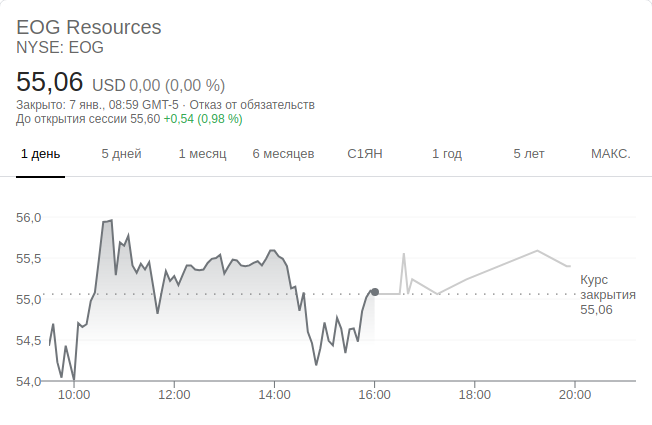 EOG Resources
NYSE: EOG
55,06 USD 0,00 (0,00 %)
Закрыто: 7 янв., 08:59 GMT-5 · Отказ от обязательств
До открытия сессии 55,60 +0,54 (0,98 %)
1 день 5 дней 1 месяц 6 месяцев С1ЯН 1 год 5 лет МАКС.
56,0
55,5
55,0
54,5
54,0
Курс
закрытия
55,06
10:00 12:00 14:00 16:00 18:00 20:00